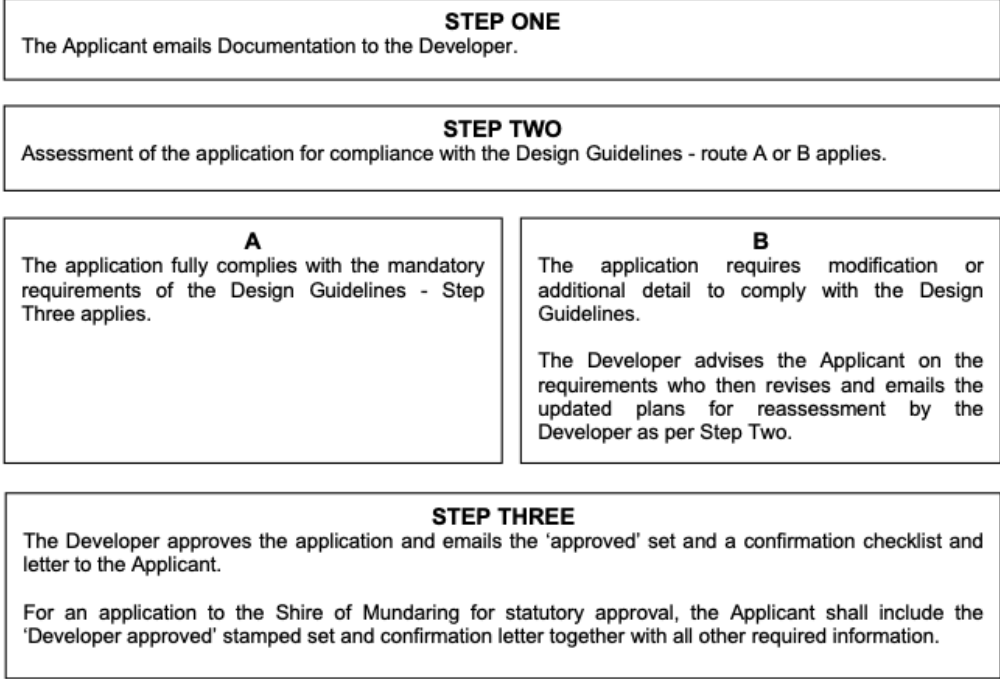 STEP ONE
The Applicant emails Documentation to the Developer.
STEP TWO
Assessment of the application for compliance with the Design Guidelines - route A or B applies.
A
The application fully complies with the mandatory
requirements of the Design Guidelines - Step
Three applies.
B
The application requires modification or
additional detail to comply with the Design
Guidelines.
The Developer advises the Applicant on the
requirements who then revises and emails the
updated plans for reassessment by the
Developer as per Step Two.
STEP THREE
The Developer approves the application and emails the ‘approved’ set and a confirmation checklist and
letter to the Applicant.
For an application to the Shire of Mundaring for statutory approval, the Applicant shall include the
‘Developer approved’ stamped set and confirmation letter together with all other required information.